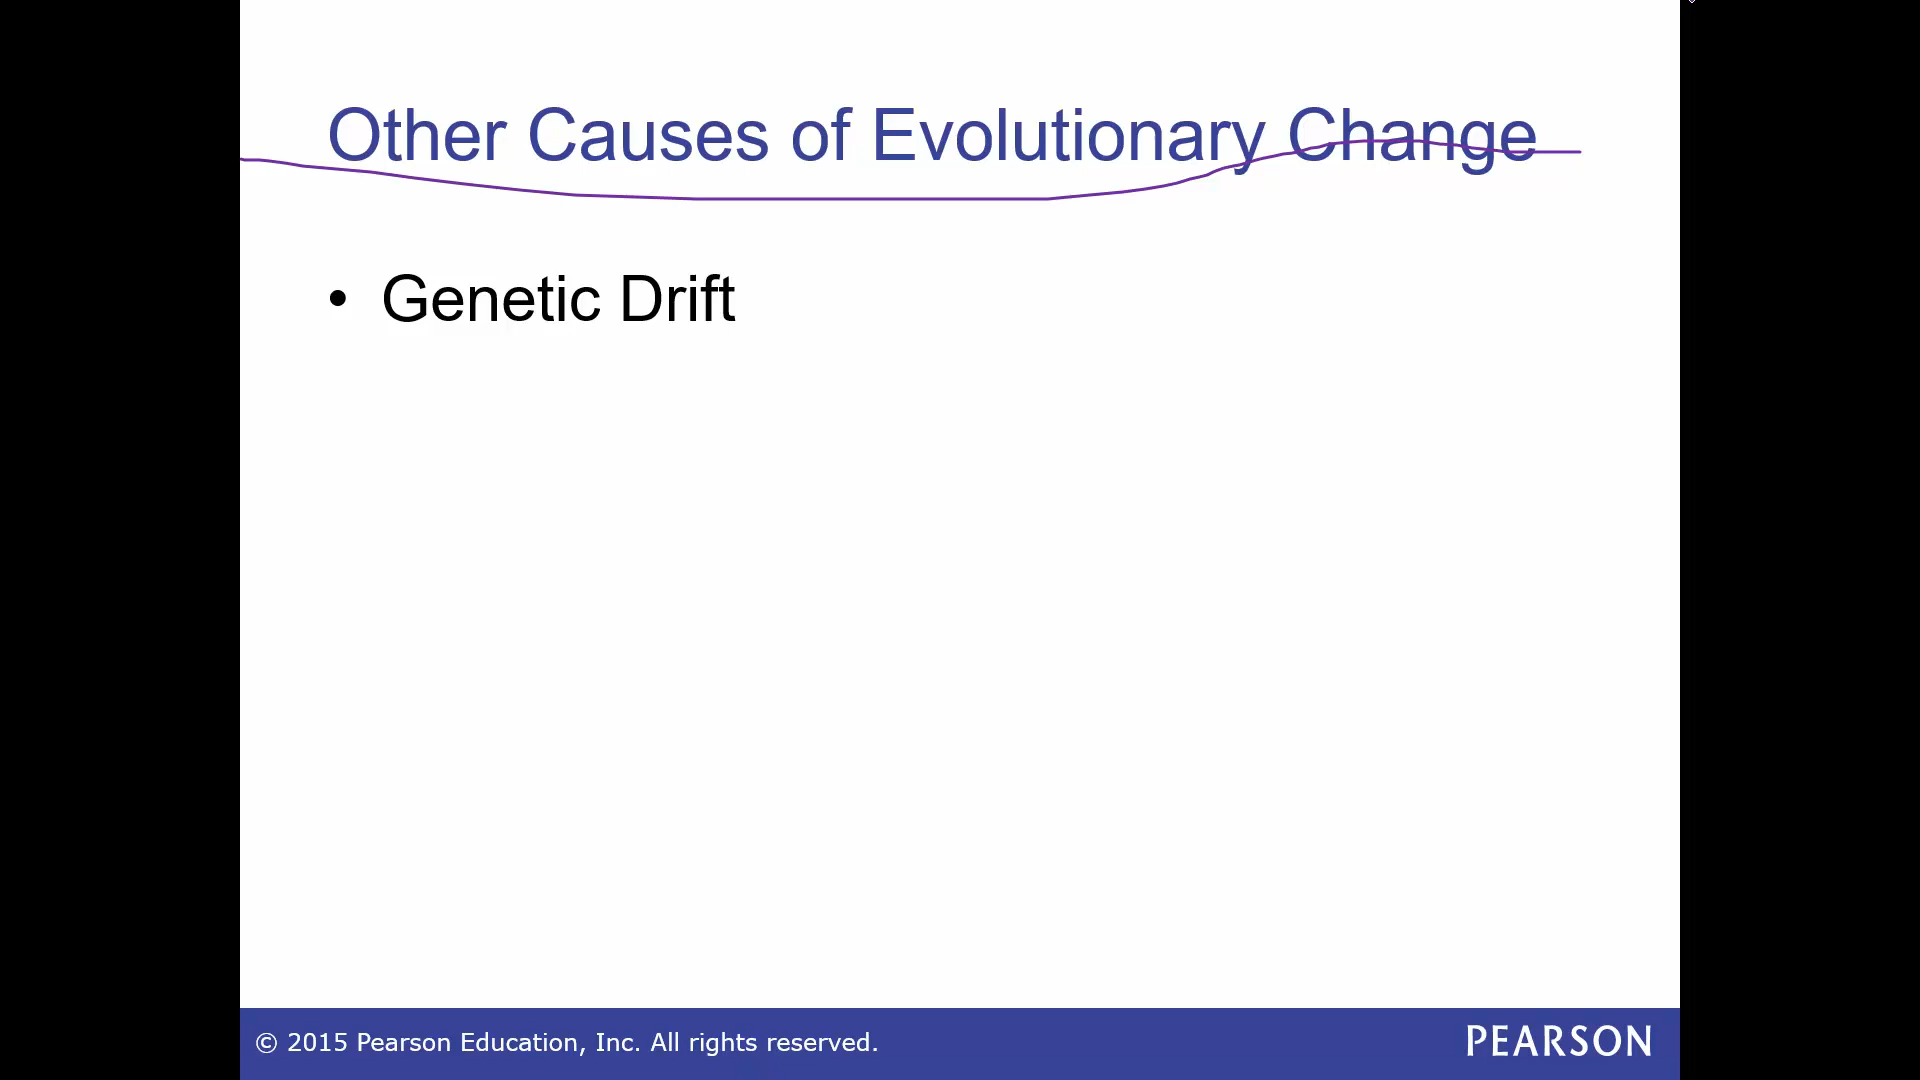 Other Causes of Evolutionary Change
• Genetic Drift
© 2015 Pearson Education, Inc. All rights reserved.
PEARSON